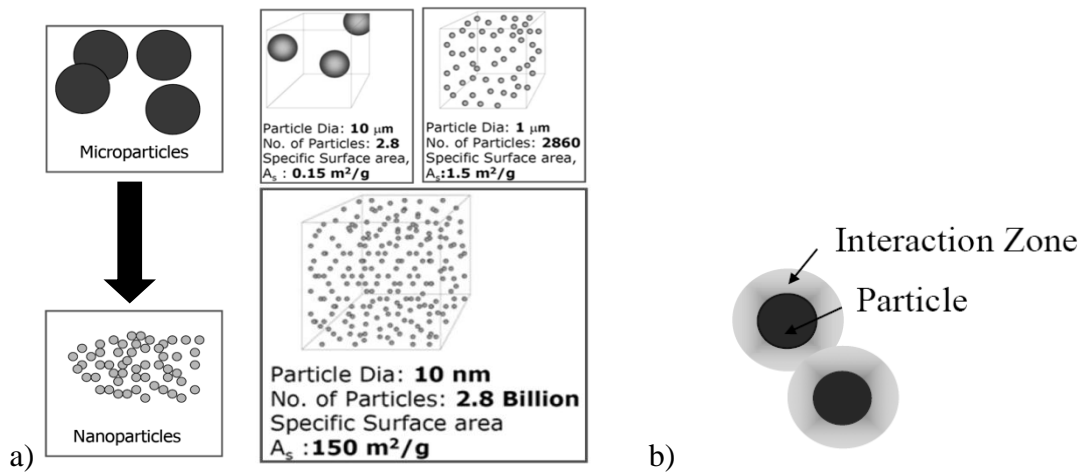 Microparticles
Nanoparticles
a)
Particle Dia: 10 μm
No. of Particles: 2.8
Specific Surface area,
Aₛ : 0.15 m²/g
Particle Dia: 1 μm
No. of Particles: 2860
Specific Surface area,
Aₛ:1.5 m²/g
Particle Dia: 10 nm
No. of Particles: 2.8 Billion
Specific Surface area
Aₛ :150 m²/g
Interaction Zone
Particle
b)